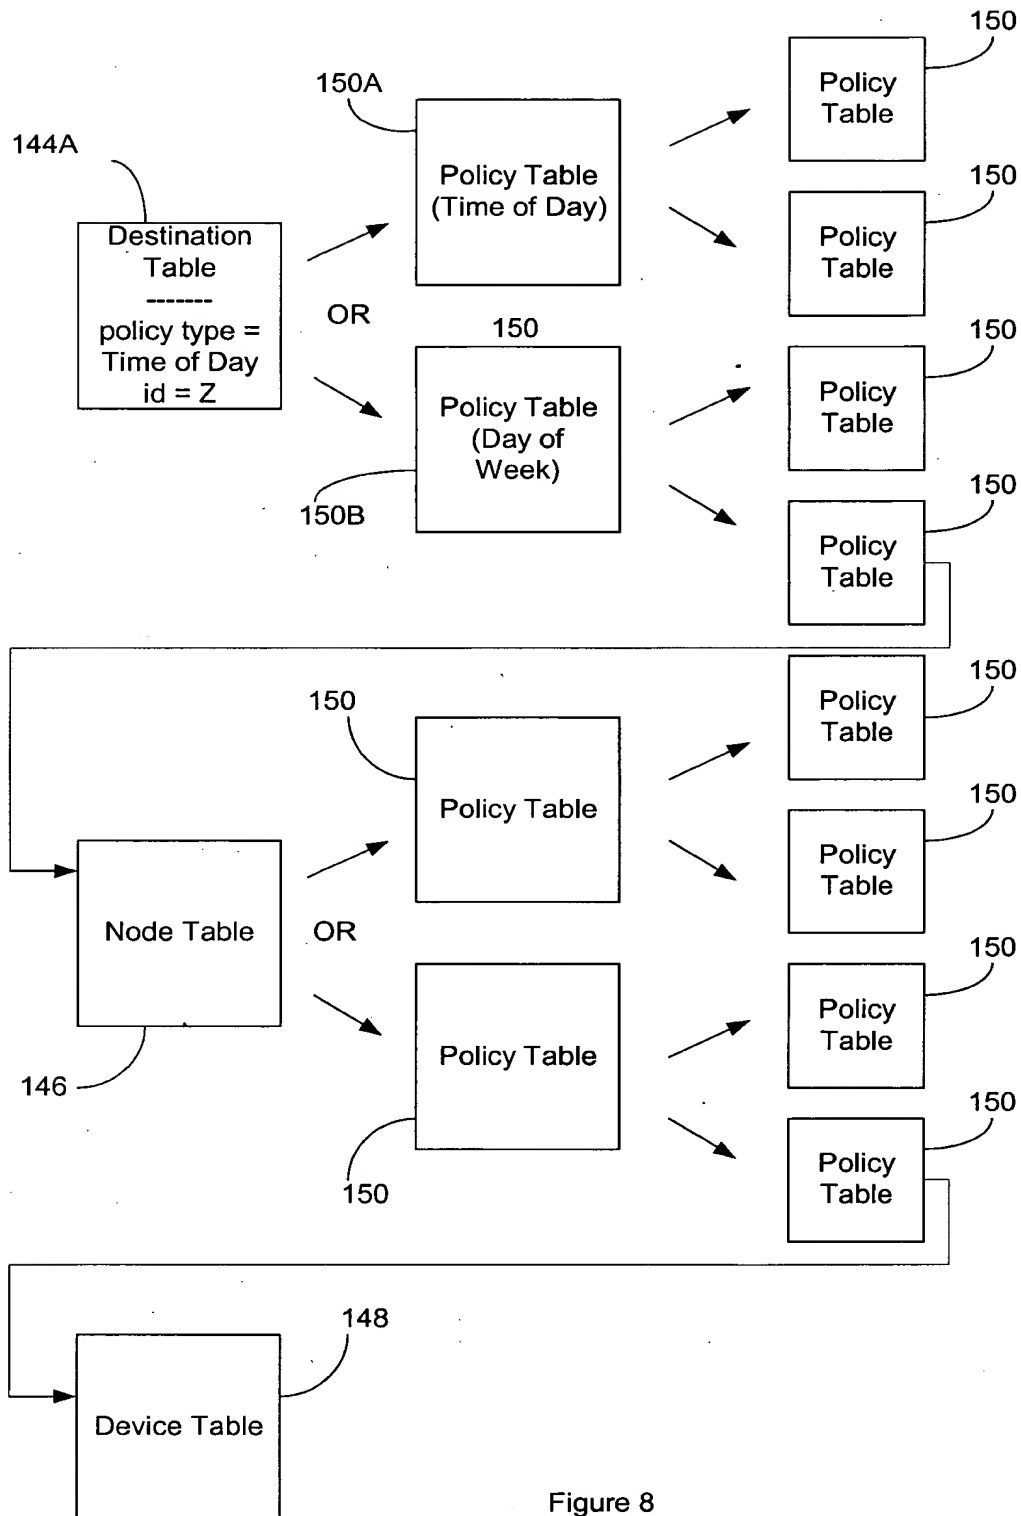 150
Policy
Table
150A
Policy Table
(Time of Day)
144A
Destination
Table
-------
policy type =
Time of Day
id = Z
150
Policy
Table
OR
150
150
Policy
Table
Policy Table
(Day of
Week)
150B
150
Policy
Table
150
Policy
Table
150
Policy Table
150
Policy
Table
Node Table
OR
146
150
Policy
Table
Policy Table
150
150
Policy
Table
148
Device Table
Figure 8